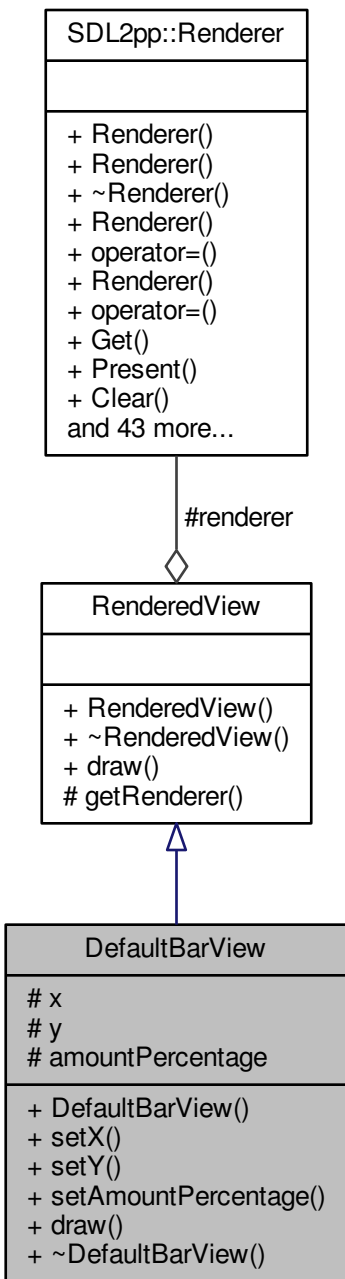 SDL2pp::Renderer
+ Renderer()
+ Renderer()
+ ~Renderer()
+ Renderer()
+ operator=()
+ Renderer()
+ operator=()
+ Get()
+ Present()
+ Clear()
and 43 more...
#renderer
RenderedView
+ RenderedView()
+ ~RenderedView()
+ draw()
# getRenderer()
DefaultBarView
# x
# y
# amountPercentage
+ DefaultBarView()
+ setX()
+ setY()
+ setAmountPercentage()
+ draw()
+ ~DefaultBarView()